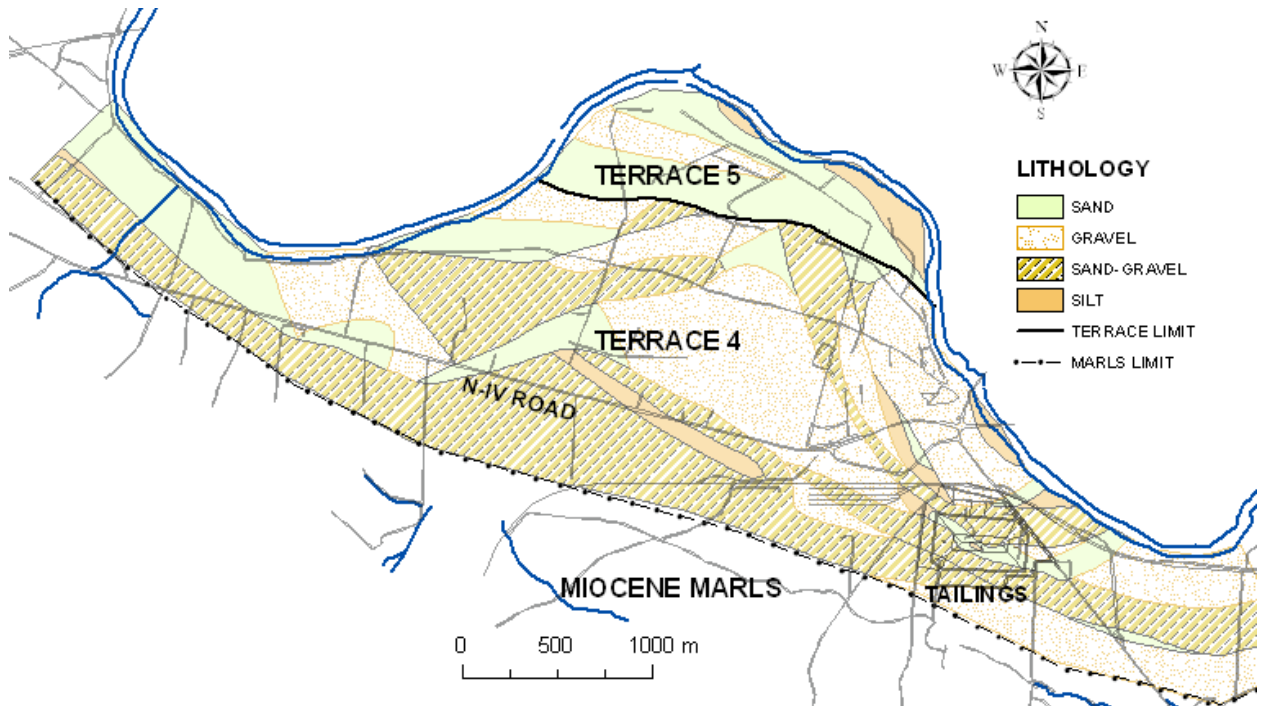 N
W E
S
LITHOLOGY
SAND
GRAVEL
SAND- GRAVEL
SILT
TERRACE LIMIT
MARLS LIMIT
TERRACE 5
TERRACE 4
N-IV ROAD
MIOCENE MARLS
TAILINGS
0 500 1000 m